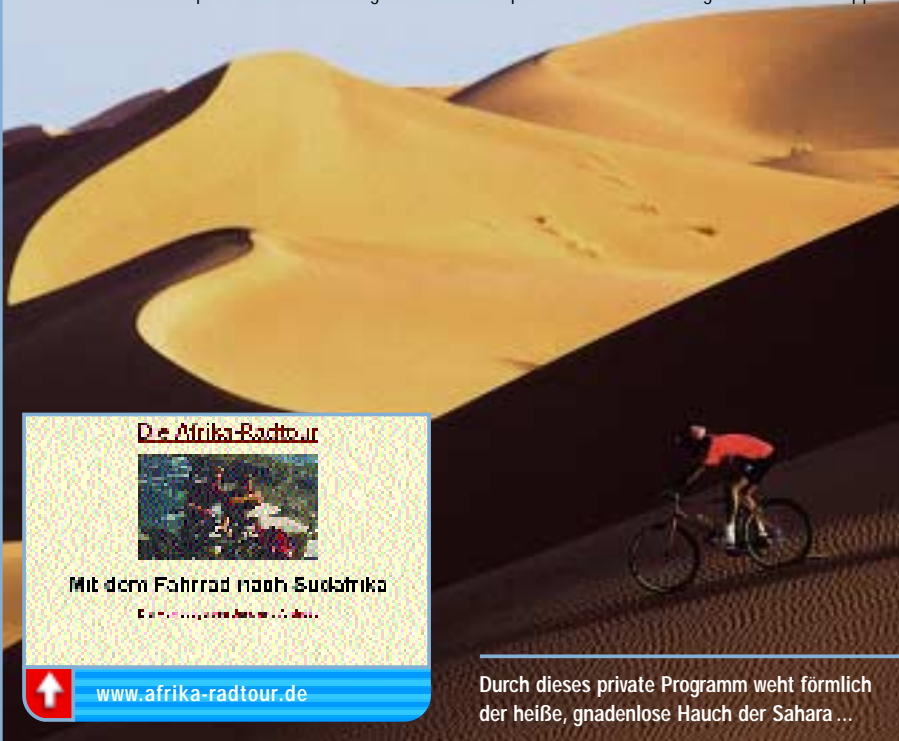 Die Afrika-Radtour
Mit dem Fahrrad nach Südafrika
www.afrika-radtour.de
Durch dieses private Programm weht förmlich
der heiße, gnadenlose Hauch der Sahara ...